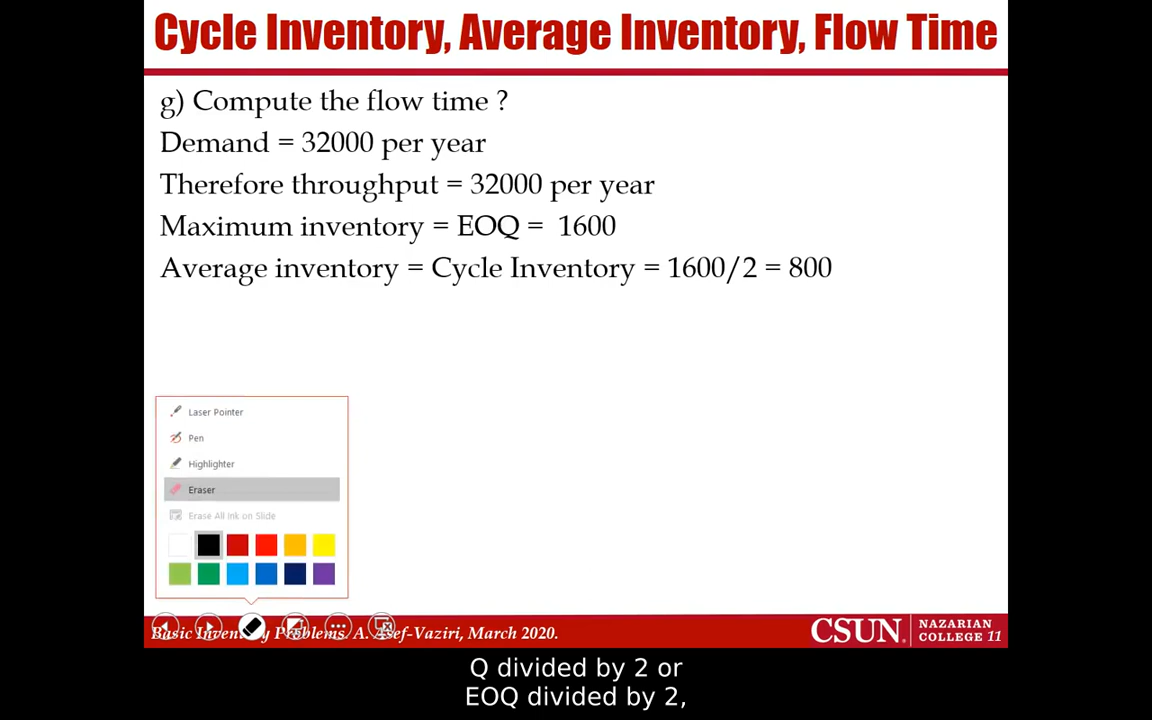 Cycle Inventory, Average Inventory, Flow Time
g) Compute the flow time ?
Demand = 32000 per year
Therefore throughput = 32000 per year
Maximum inventory = EOQ = 1600
Average inventory = Cycle Inventory = 1600/2 = 800
Laser Pointer
Pen
Highlighter
Eraser
Erase All Ink on Slide
Basic Inventory Problems. A. Asef-Vaziri, March 2020.
CSUN.
NAZARIAN
COLLEGE 11
Q divided by 2 or
EOQ divided by 2,